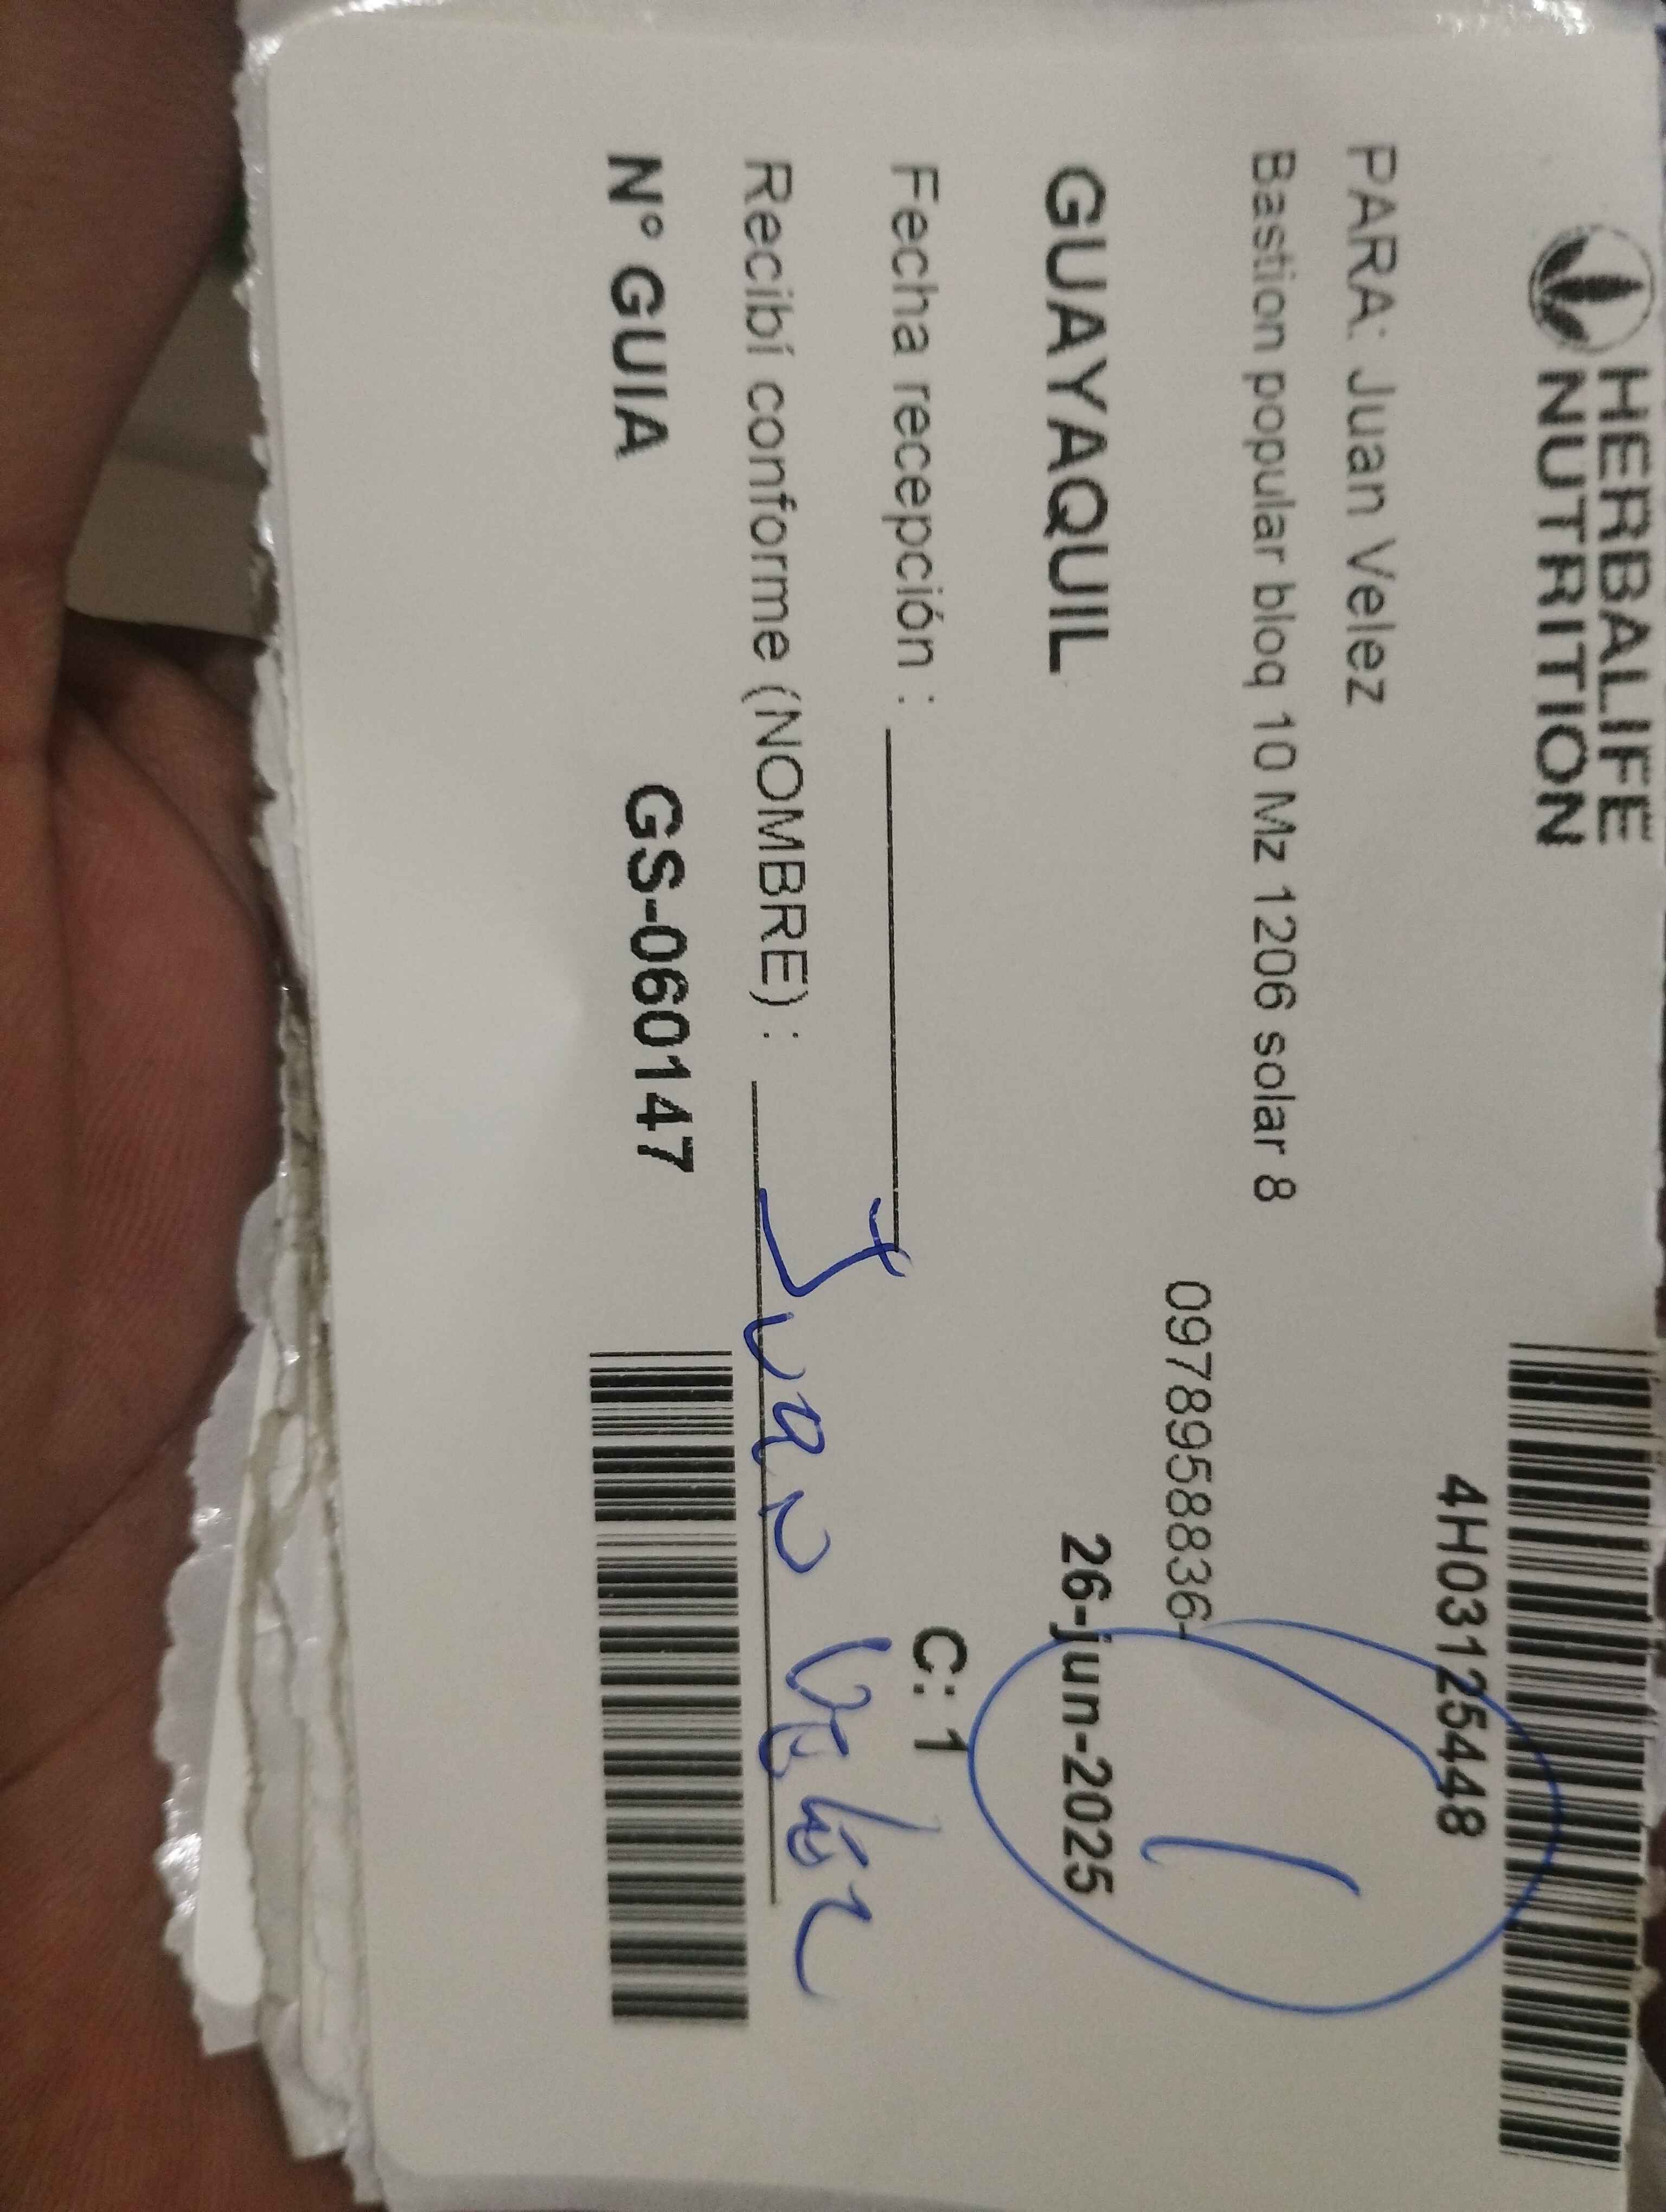 HERBALIFE
NUTRITION
4H03125448
PARA: Juan Velez
Bastion popular bloq 10 Mz 1206 solar 8
0978958836-
GUAYAQUIL
26-jun-2025
1
Fecha recepción :
C: 1
Recibí conforme (NOMBRE) : Juan Velez
N° GUIA GS-060147